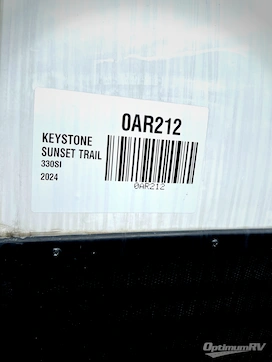 0AR212
KEYSTONE
SUNSET TRAIL
330SI
2024
0AR212
OptimumRV